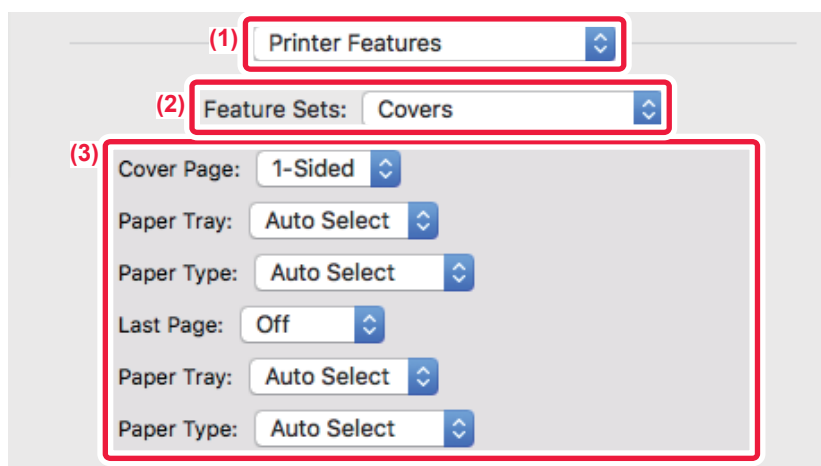 (1) Printer Features
(2) Feature Sets: Covers
(3)
Cover Page: 1-Sided
Paper Tray: Auto Select
Paper Type: Auto Select
Last Page: Off
Paper Tray: Auto Select
Paper Type: Auto Select